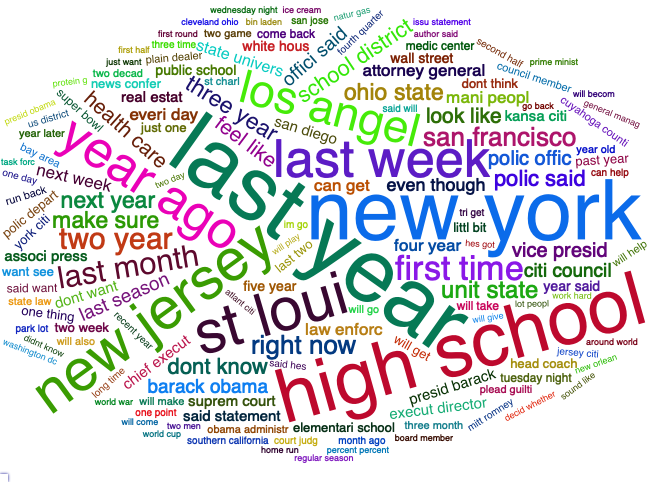 wednesday night
ice cream
cleveland ohio
bin laden
san jose
natur gas
first round
two game
come back
offici said
fourth quarter
issu statement
author said
first half
three time
state univers
white hous
school district
medic center
second half
just want
plain dealer
wall street
council member
prime minist
two decad
public school
attorney general
news confer
st charl
dont think
protein g
real estat
three year
los angel
ohio state
mani peopl
will becom
super bowl
health care
said will
go back
cuyahoga counti
general manag
presid obama
everi day
san diego
look like
kansa citi
us district
just one
feel like
san francisco
year old
year later
year ago
last week
polic offic
past year
bay area
task forc
next week
two day
can get
even though
polic said
can help
one day
run back
next year
last year
new york
tri get
polic depart
make sure
im go
littl bit
york citi
two year
will play
last two
four year
hes got
vice presid
associ press
last month
first time
citi council
will help
want see
said want
dont want
last season
new jersey
five year
unit state
year said
state law
one thing
atlant citi
st loui
will go
will take
lot peopl
work hard
park lot
two week
recent year
law enforc
will give
high school
around world
will also
didnt know
right now
will get
jersey citi
washington dc
chief execut
dont know
said hes
head coach
new orlean
long time
barack obama
presid barack
tuesday night
sound like
world war
will make
suprem court
execut director
plead guilti
decid whether
one point
said statement
mitt romney
will come
two men
obama administr
elementari school
three month
world cup
southern california
court judg
month ago
board member
home run
percent percent
regular season